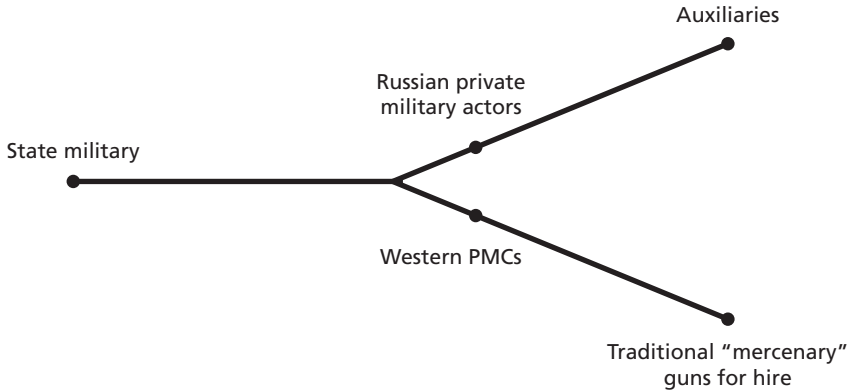 Auxiliaries
Russian private
military actors
State military
Western PMCs
Traditional “mercenary”
guns for hire